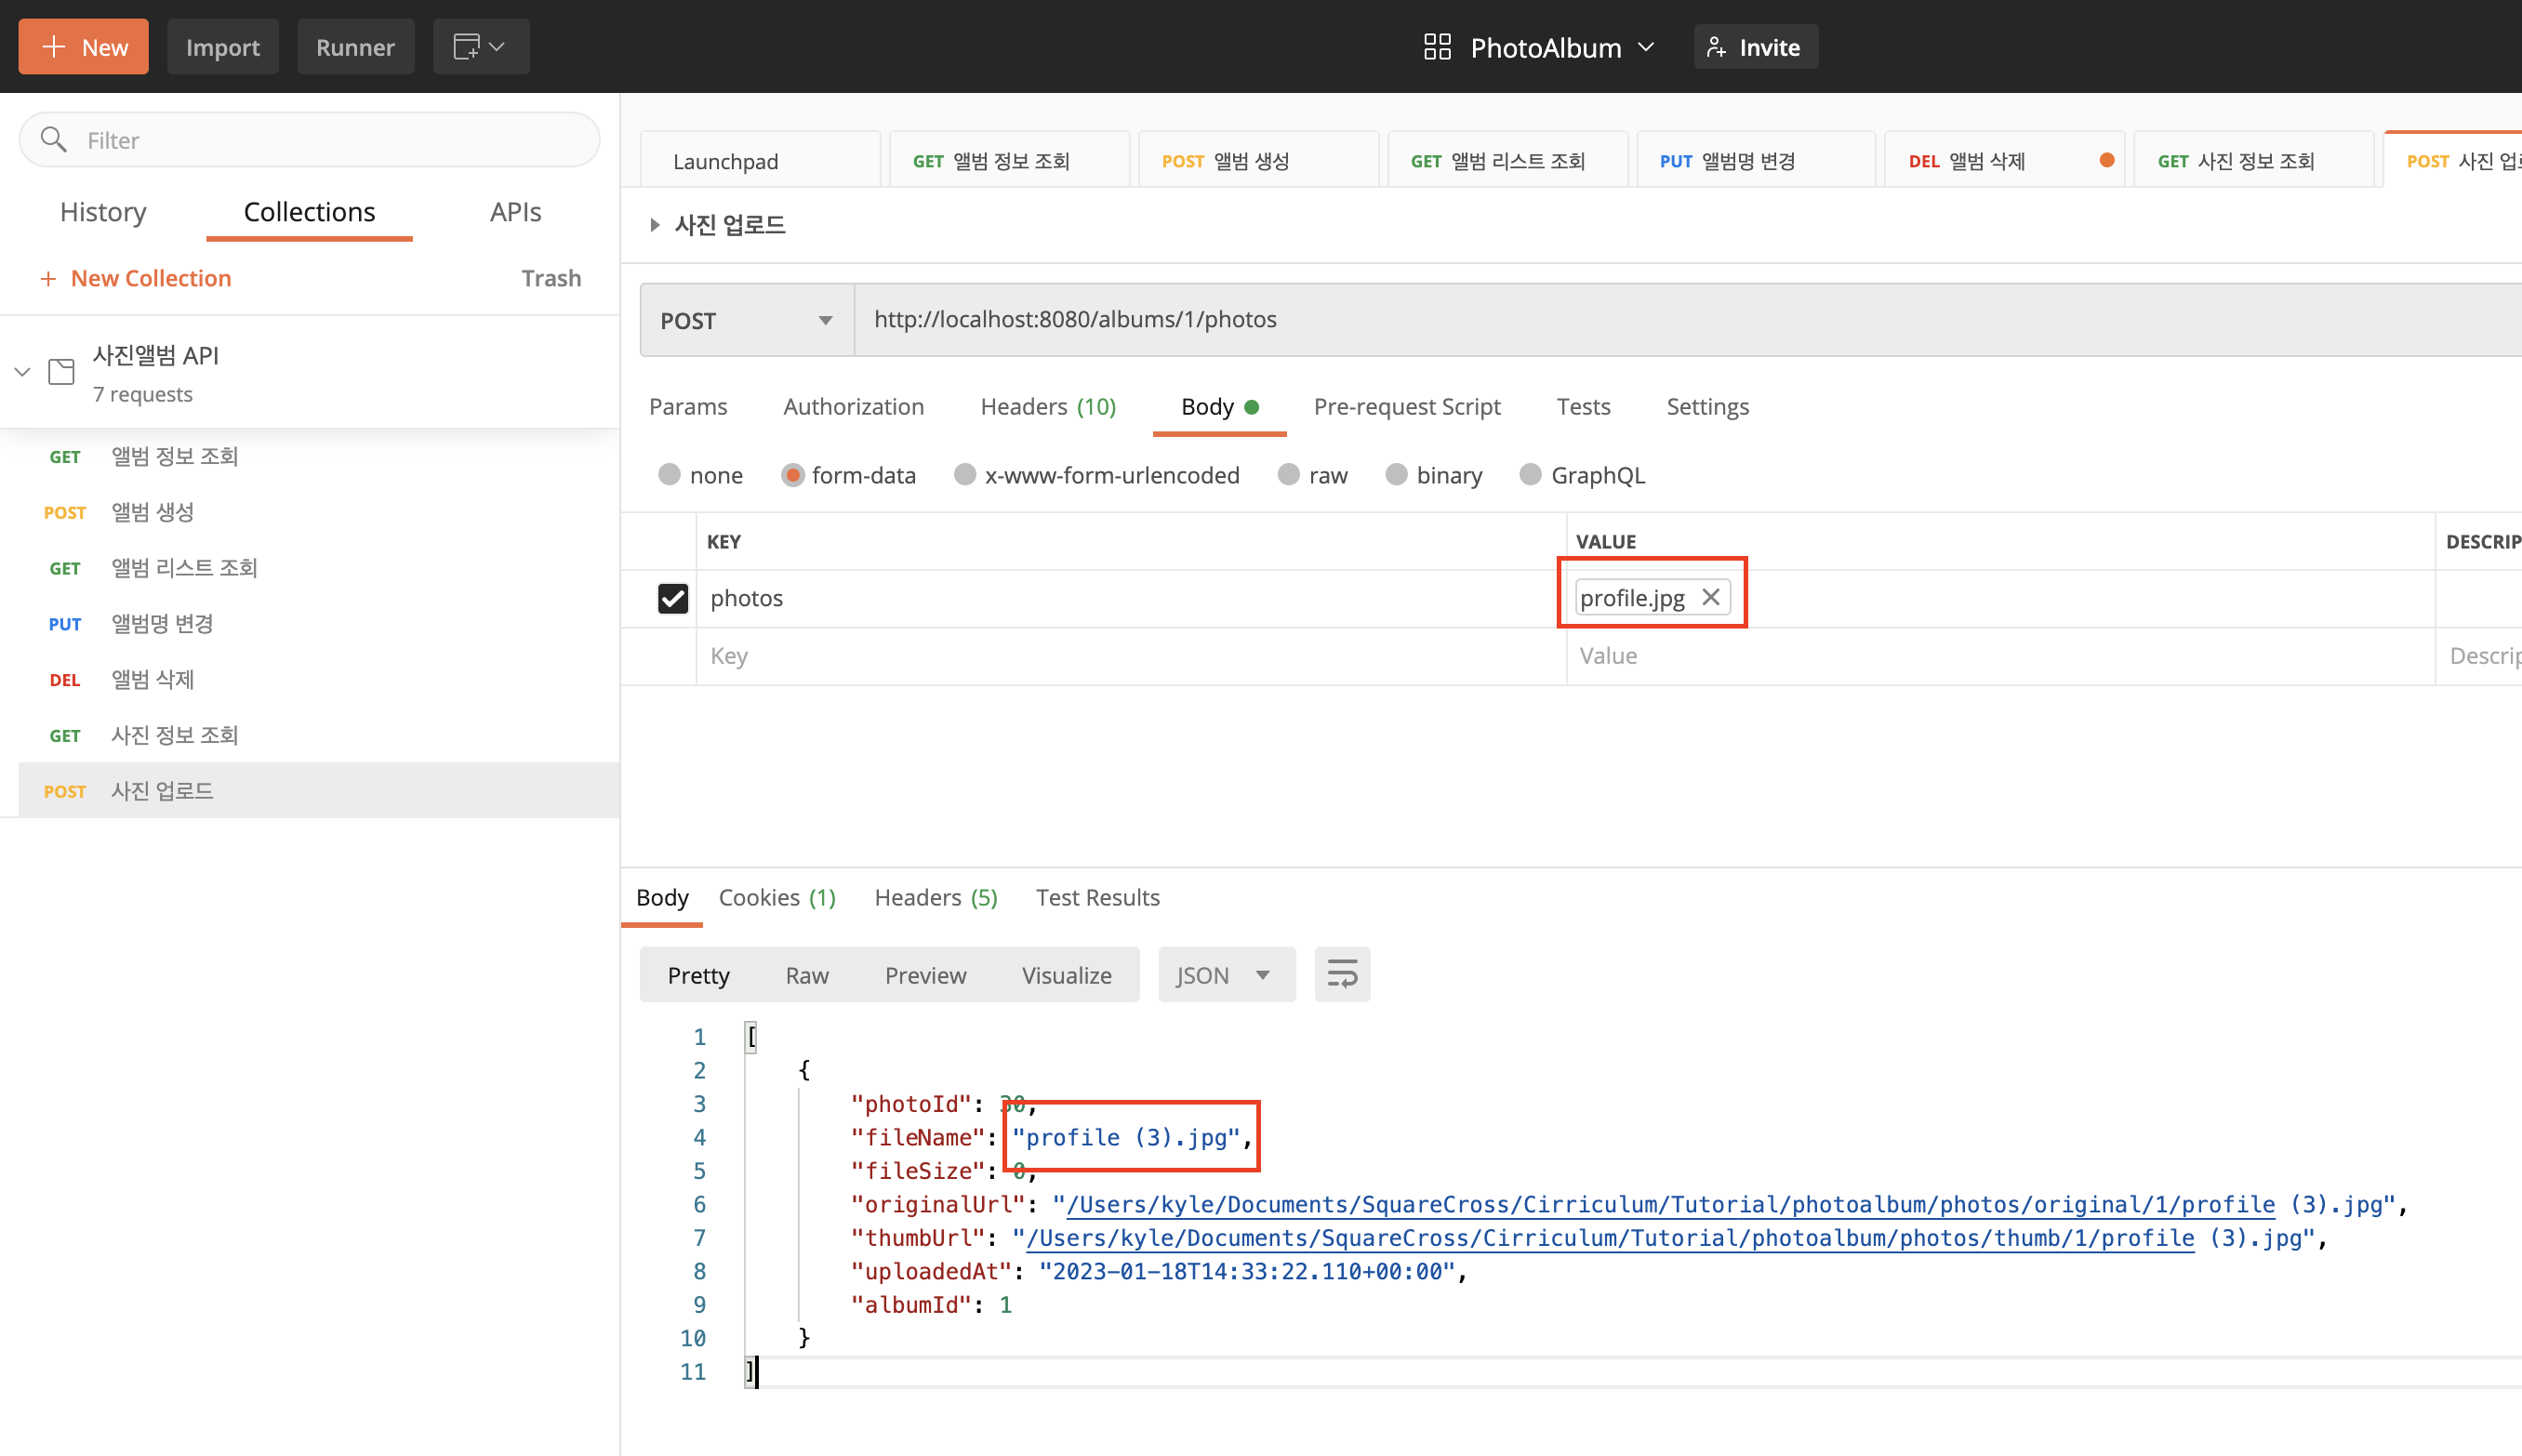 New Import Runner PhotoAlbum Invite
Filter
History Collections APIs
+ New Collection Trash
사진앨범 API
7 requests
GET 앨범 정보 조회
POST 앨범 생성
GET 앨범 리스트 조회
PUT 앨범명 변경
DEL 앨범 삭제
GET 사진 정보 조회
POST 사진 업로드
Launchpad GET 앨범 정보 조회 POST 앨범 생성 GET 앨범 리스트 조회 PUT 앨범명 변경 DEL 앨범 삭제 GET 사진 정보 조회 POST 사진
사진 업로드
POST http://localhost:8080/albums/1/photos
Params Authorization Headers (10) Body Pre-request Script Tests Settings
none form-data x-www-form-urlencoded raw binary GraphQL
KEY VALUE DESCRIP
photos profile.jpg
Key Value Descrip
Body Cookies (1) Headers (5) Test Results
Pretty Raw Preview Visualize JSON
1 [
2 {
3 "photoId": 30,
4 "fileName": "profile (3).jpg",
5 "fileSize": 0,
6 "originalUrl": "/Users/kyle/Documents/SquareCross/Cirriculum/Tutorial/photoalbum/photos/original/1/profile (3).jpg",
7 "thumbUrl": "/Users/kyle/Documents/SquareCross/Cirriculum/Tutorial/photoalbum/photos/thumb/1/profile (3).jpg",
8 "uploadedAt": "2023-01-18T14:33:22.110+00:00",
9 "albumId": 1
10 }
11 ]